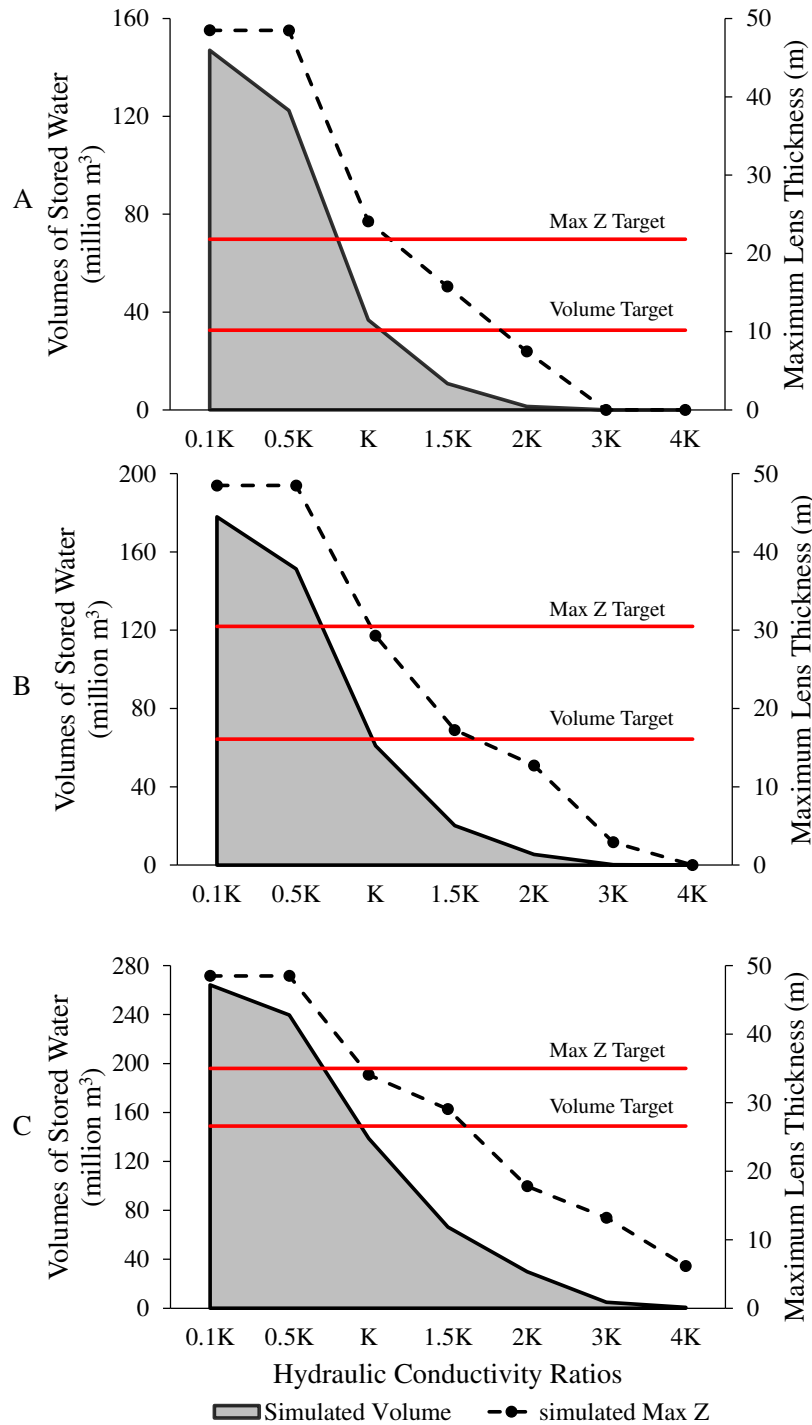 A
Volumes of Stored Water
(million m³)
160
120
80
40
0
50
40
30
20
10
0
Maximum Lens Thickness (m)
Max Z Target
Volume Target
0.1K 0.5K K 1.5K 2K 3K 4K
B
Volumes of Stored Water
(million m³)
200
160
120
80
40
0
50
40
30
20
10
0
Maximum Lens Thickness (m)
Max Z Target
Volume Target
0.1K 0.5K K 1.5K 2K 3K 4K
C
Volumes of Stored Water
(million m³)
280
240
200
160
120
80
40
0
50
40
30
20
10
0
Maximum Lens Thickness (m)
Max Z Target
Volume Target
0.1K 0.5K K 1.5K 2K 3K 4K
Hydraulic Conductivity Ratios
Simulated Volume simulated Max Z